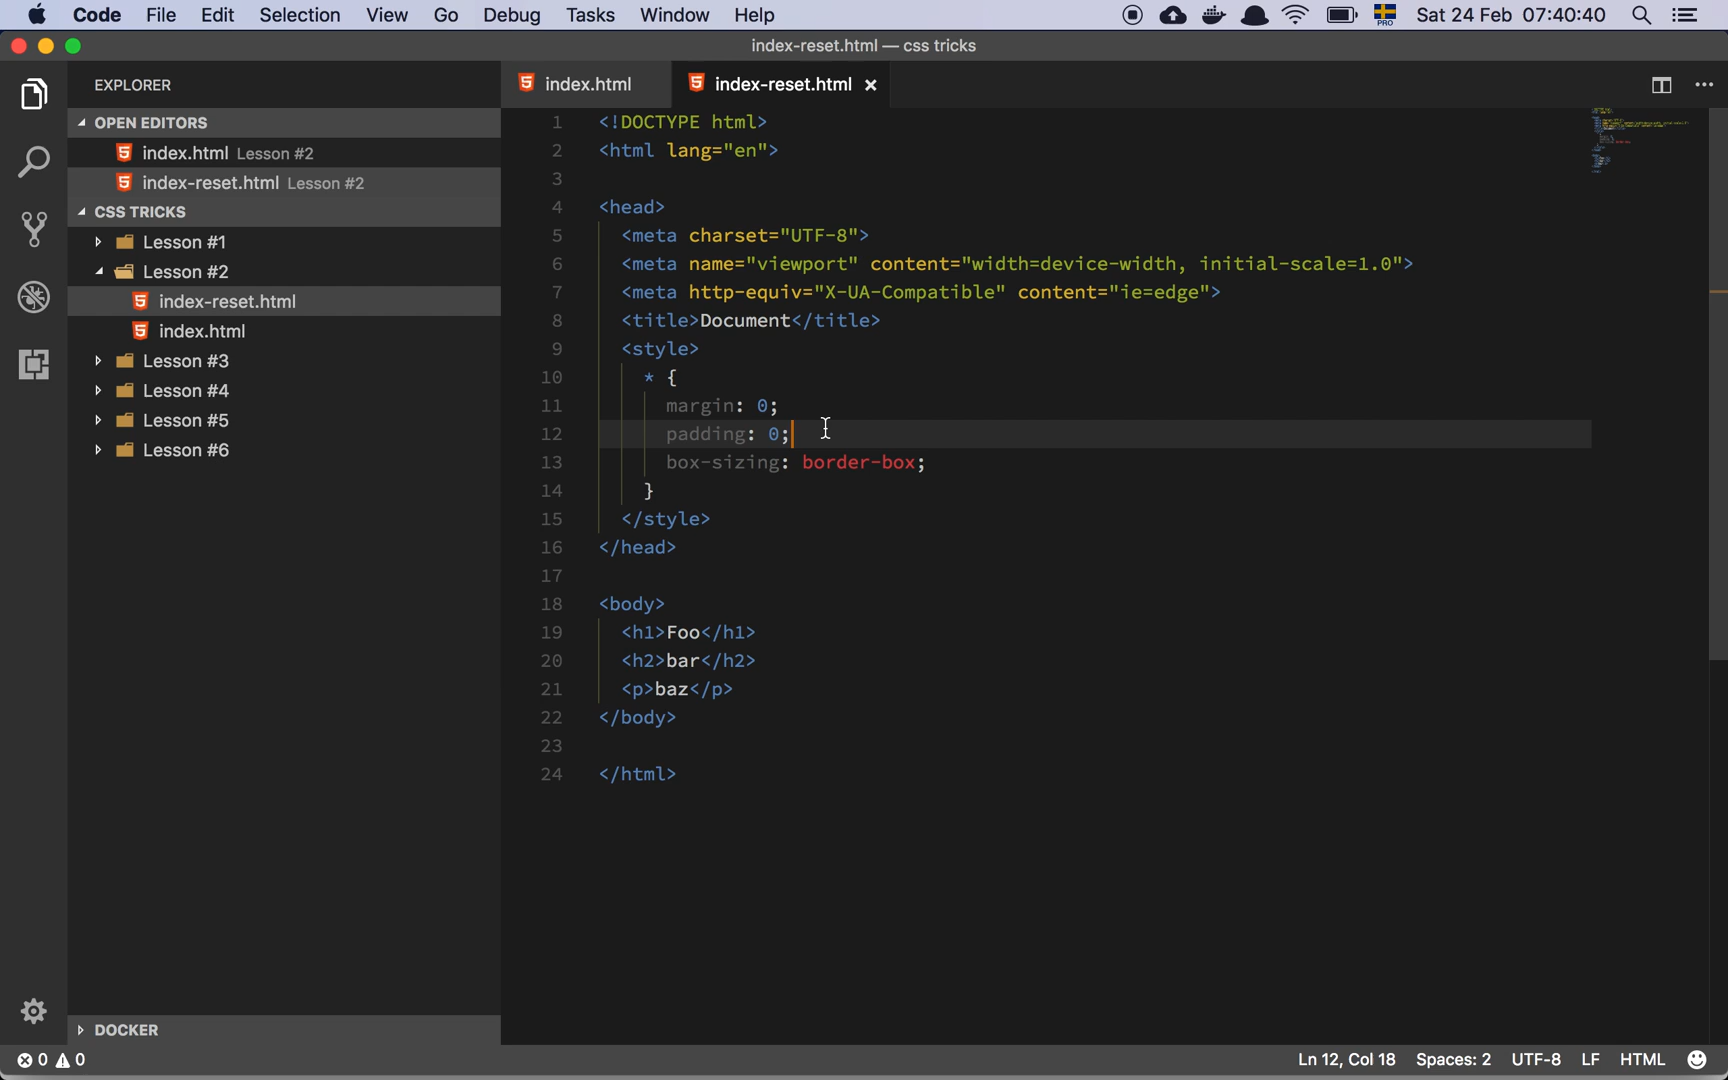 Code File Edit Selection View Go Debug Tasks Window Help PRO Sat 24 Feb 07:40:40
index-reset.html — css tricks
EXPLORER
OPEN EDITORS
index.html Lesson #2
index-reset.html Lesson #2
CSS TRICKS
Lesson #1
Lesson #2
index-reset.html
index.html
Lesson #3
Lesson #4
Lesson #5
Lesson #6
DOCKER
index.html index-reset.html
1 <!DOCTYPE html>
2 <html lang="en">
3
4 <head>
5 <meta charset="UTF-8">
6 <meta name="viewport" content="width=device-width, initial-scale=1.0">
7 <meta http-equiv="X-UA-Compatible" content="ie=edge">
8 <title>Document</title>
9 <style>
10 * {
11 margin: 0;
12 padding: 0;
13 box-sizing: border-box;
14 }
15 </style>
16 </head>
17
18 <body>
19 <h1>Foo</h1>
20 <h2>bar</h2>
21 <p>baz</p>
22 </body>
23
24 </html>
0 0 Ln 12, Col 18 Spaces: 2 UTF-8 LF HTML